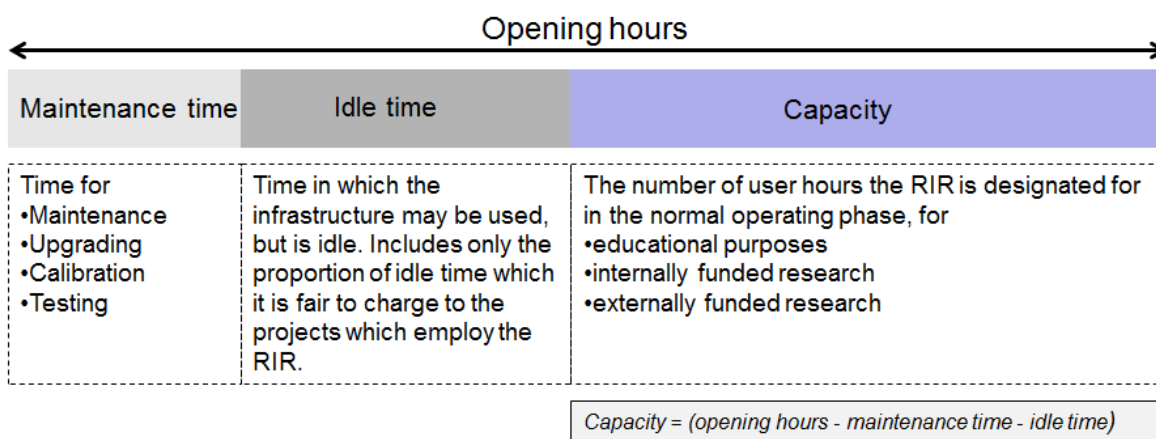 Opening hours
Maintenance time
Idle time
Capacity
Time for
•Maintenance
•Upgrading
•Calibration
•Testing
Time in which the
infrastructure may be used,
but is idle. Includes only the
proportion of idle time which
it is fair to charge to the
projects which employ the
RIR.
The number of user hours the RIR is designated for
in the normal operating phase, for
•educational purposes
•internally funded research
•externally funded research
Capacity = (opening hours - maintenance time - idle time)